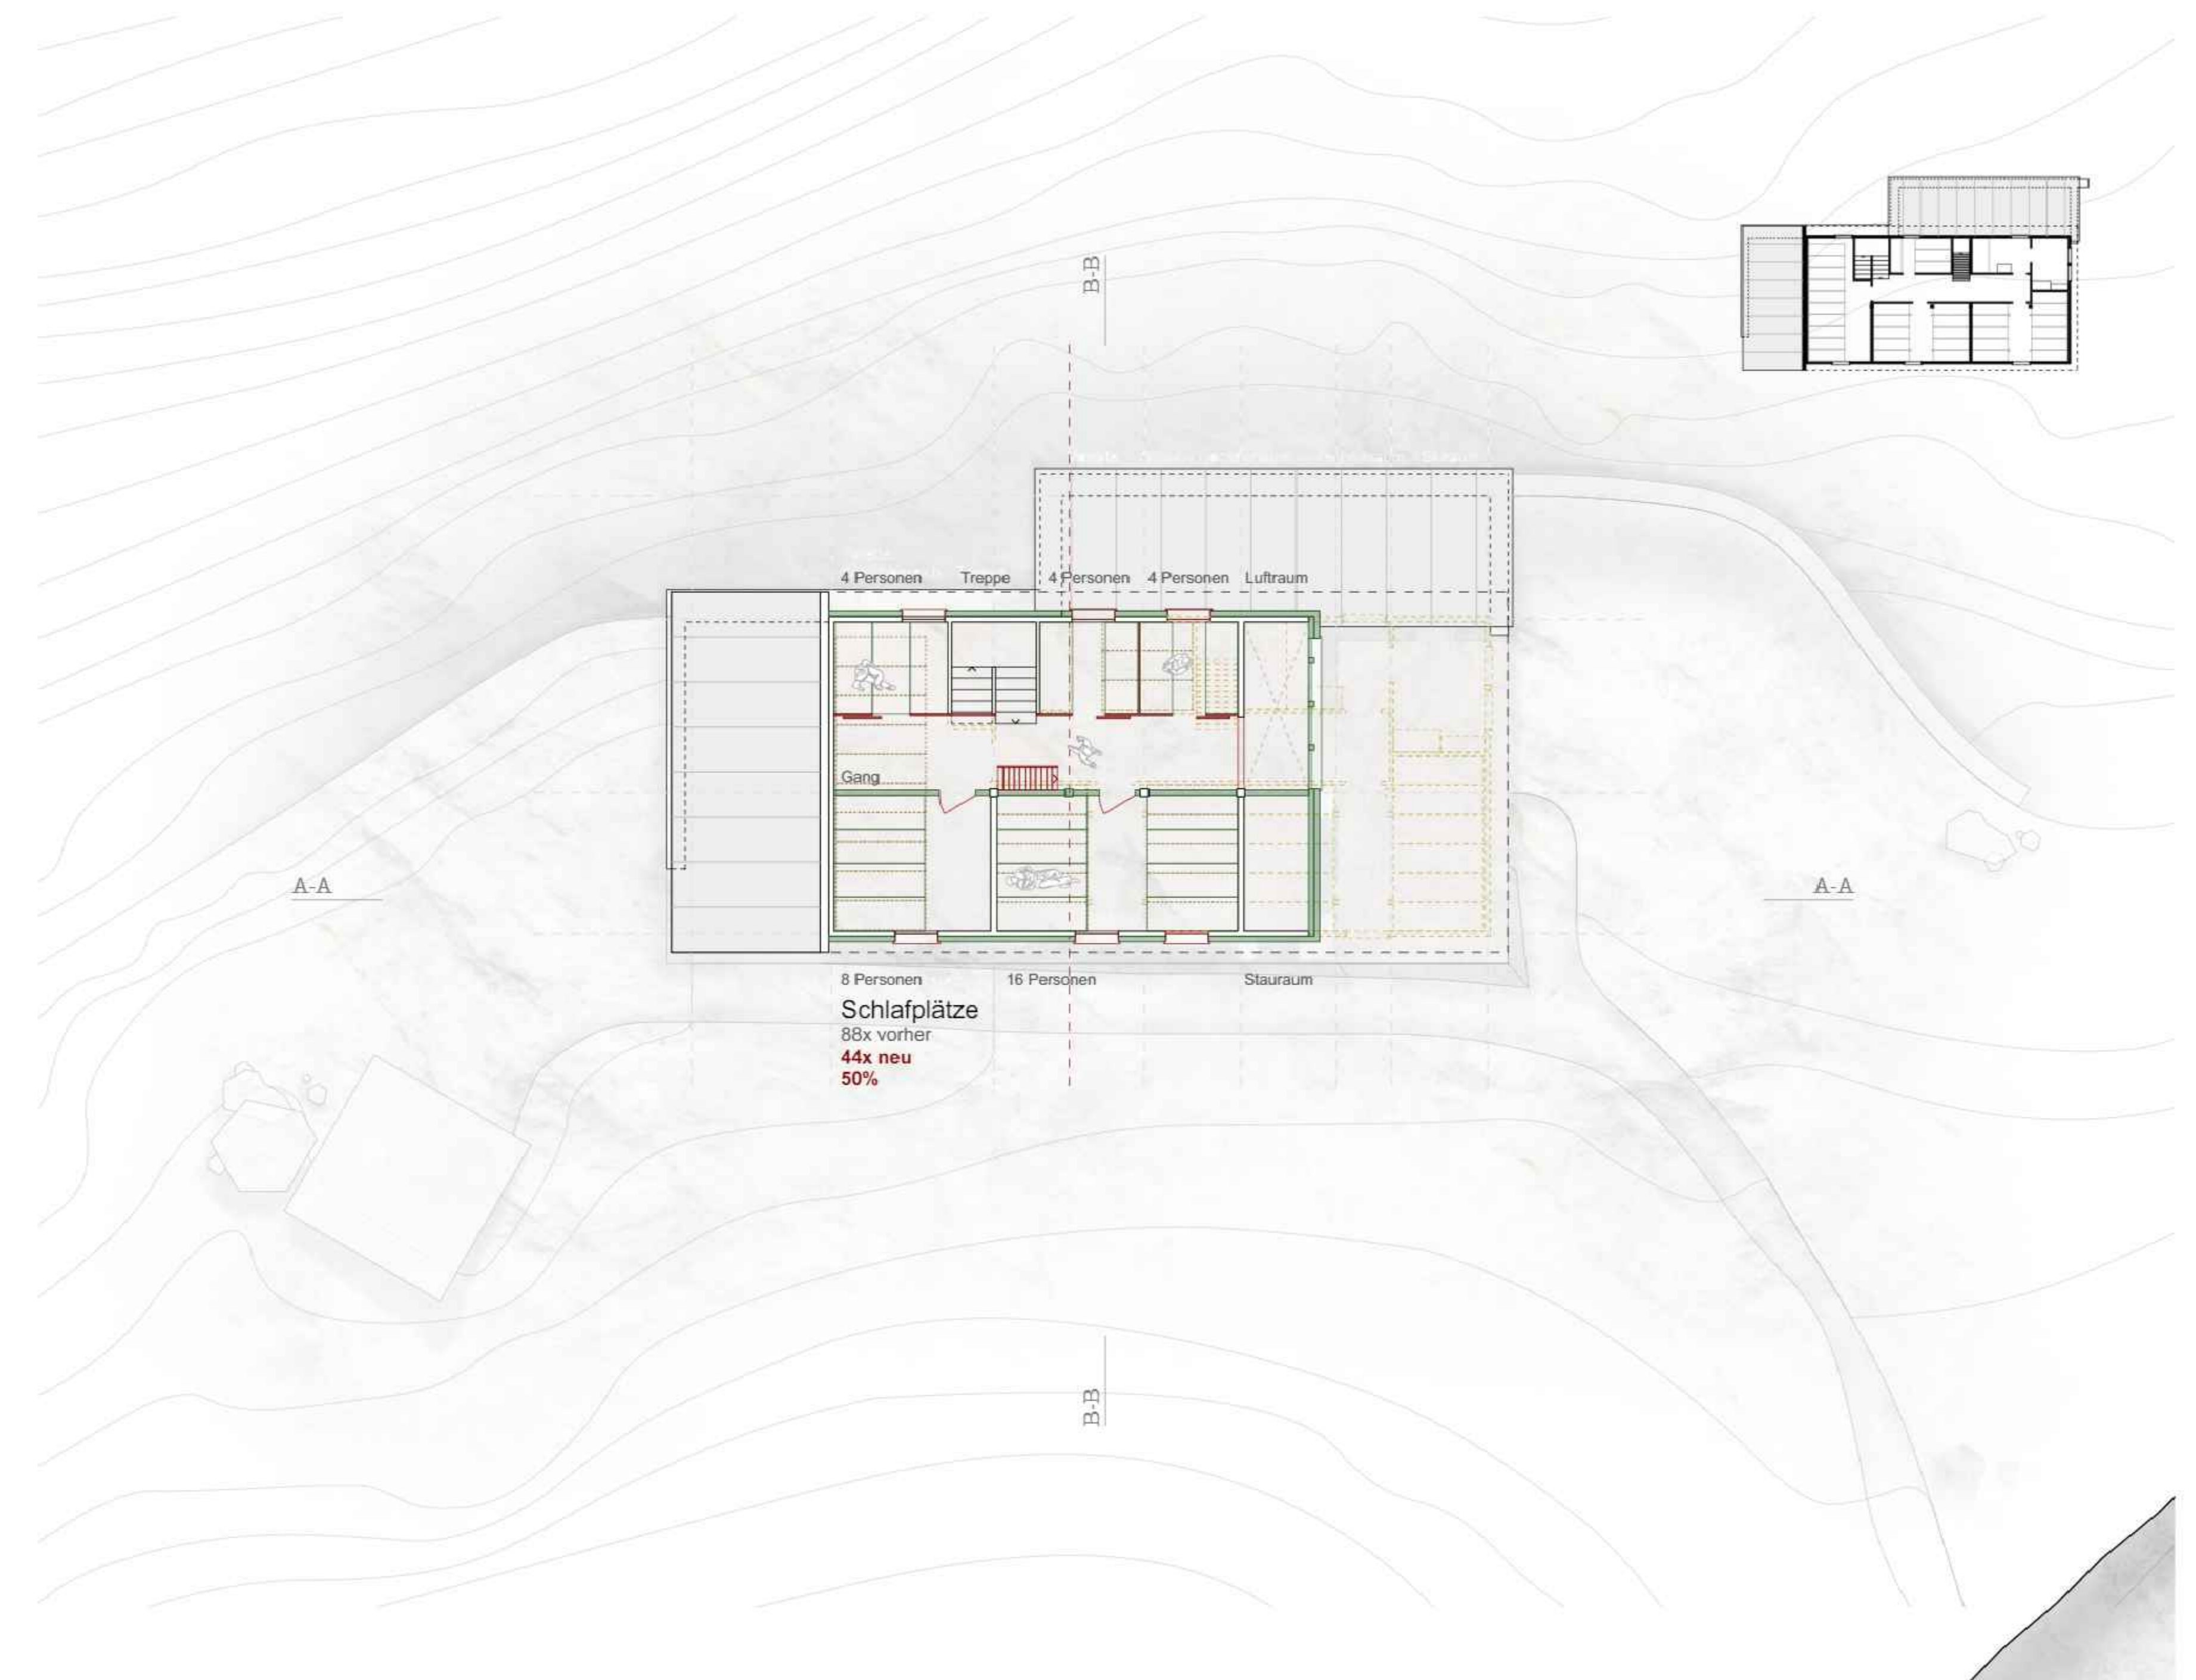 B-B
4 Personen
Treppe
4 Personen
4 Personen
Luftraum
Gang
A-A
A-A
8 Personen
16 Personen
Stauraum
Schlafplätze
88x vorher
44x neu
50%
B-B